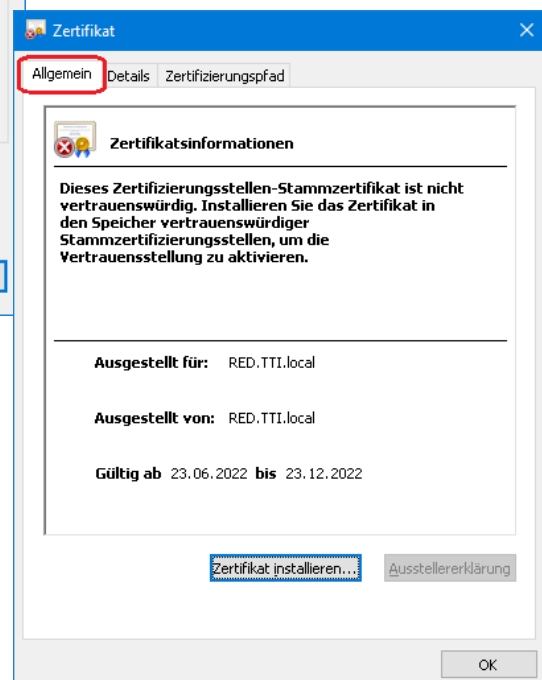 Zertifikat
Allgemein Details Zertifizierungspfad
Zertifikatsinformationen
Dieses Zertifizierungsstellen-Stammzertifikat ist nicht
vertrauenswürdig. Installieren Sie das Zertifikat in
den Speicher vertrauenswürdiger
Stammzertifizierungsstellen, um die
Vertrauensstellung zu aktivieren.
Ausgestellt für: RED.TTI.local
Ausgestellt von: RED.TTI.local
Gültig ab 23.06.2022 bis 23.12.2022
Zertifikat installieren... Ausstellererklärung
OK